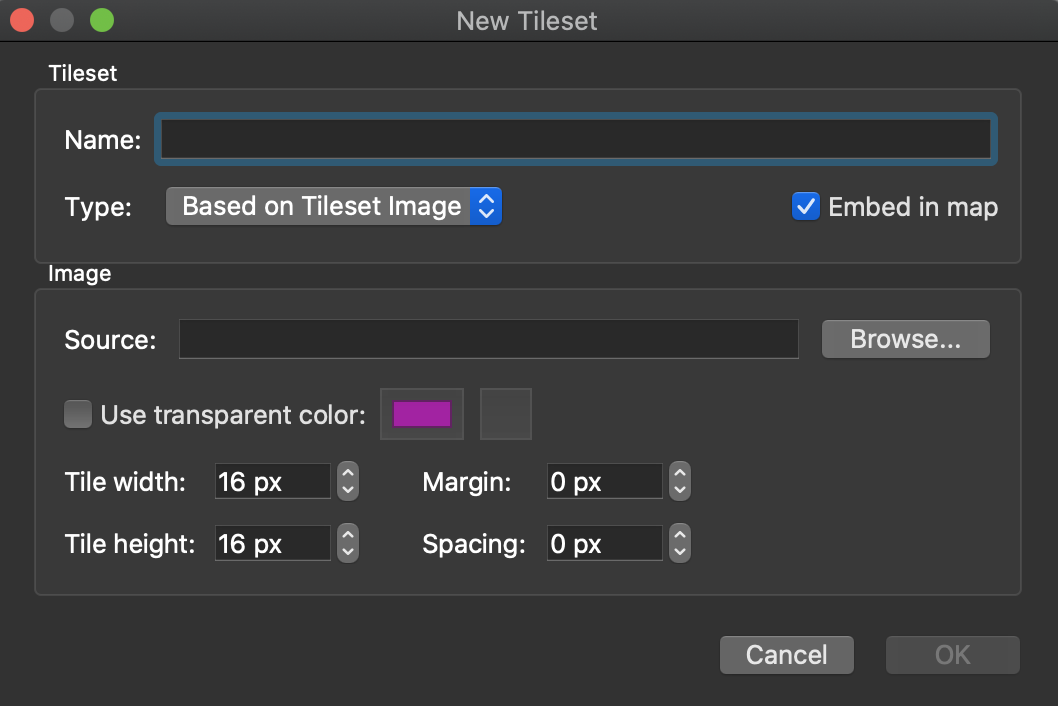 New Tileset
Tileset
Name:
Type: Based on Tileset Image Embed in map
Image
Source: Browse...
Use transparent color:
Tile width: 16 px Margin: 0 px
Tile height: 16 px Spacing: 0 px
Cancel OK